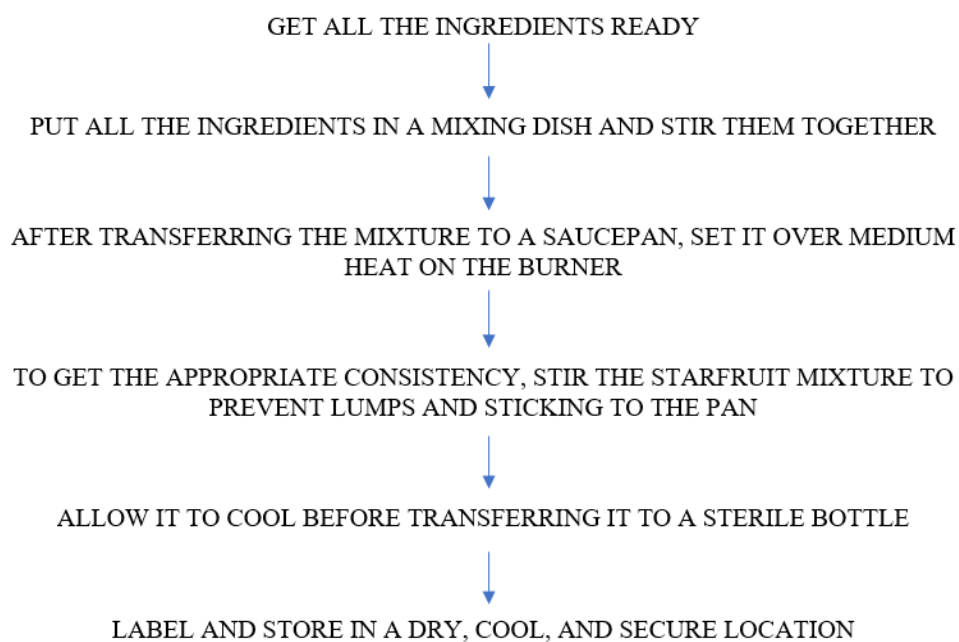 GET ALL THE INGREDIENTS READY
PUT ALL THE INGREDIENTS IN A MIXING DISH AND STIR THEM TOGETHER
AFTER TRANSFERRING THE MIXTURE TO A SAUCEPAN, SET IT OVER MEDIUM
HEAT ON THE BURNER
TO GET THE APPROPRIATE CONSISTENCY, STIR THE STARFRUIT MIXTURE TO
PREVENT LUMPS AND STICKING TO THE PAN
ALLOW IT TO COOL BEFORE TRANSFERRING IT TO A STERILE BOTTLE
LABEL AND STORE IN A DRY, COOL, AND SECURE LOCATION